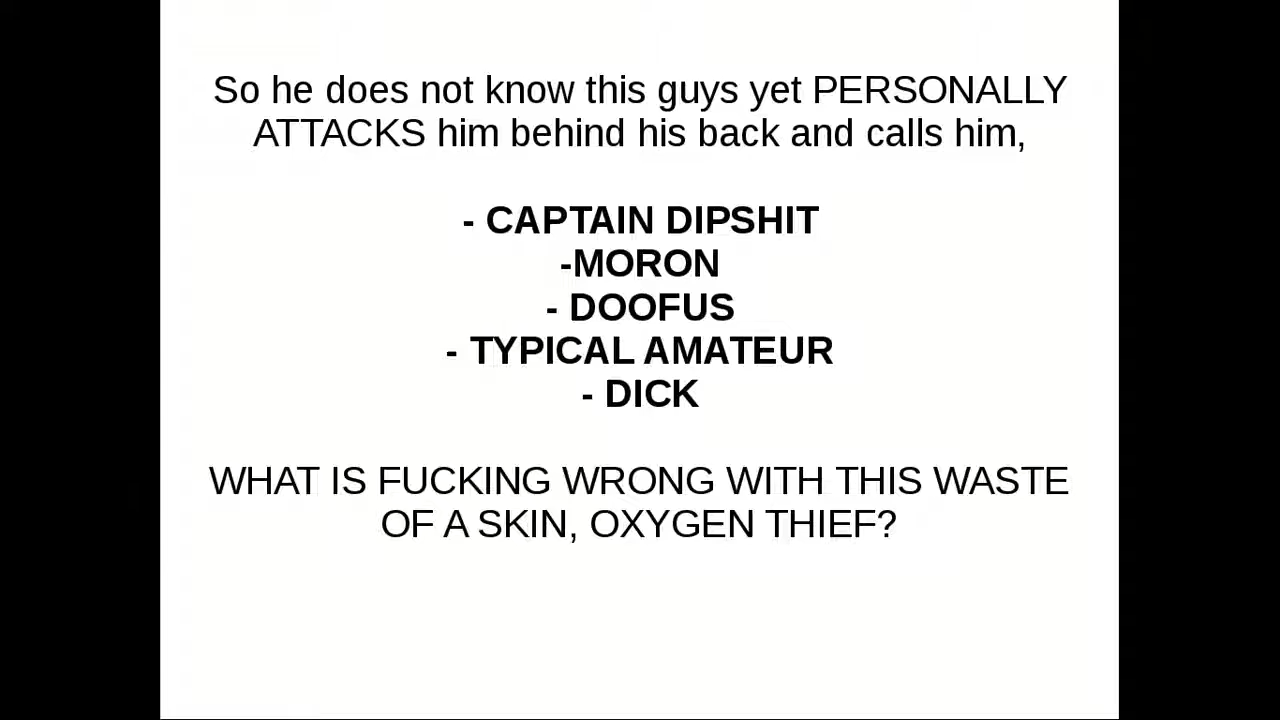 So he does not know this guys yet PERSONALLY
ATTACKS him behind his back and calls him,
- CAPTAIN DIPSHIT
-MORON
- DOOFUS
- TYPICAL AMATEUR
- DICK
WHAT IS FUCKING WRONG WITH THIS WASTE
OF A SKIN, OXYGEN THIEF?